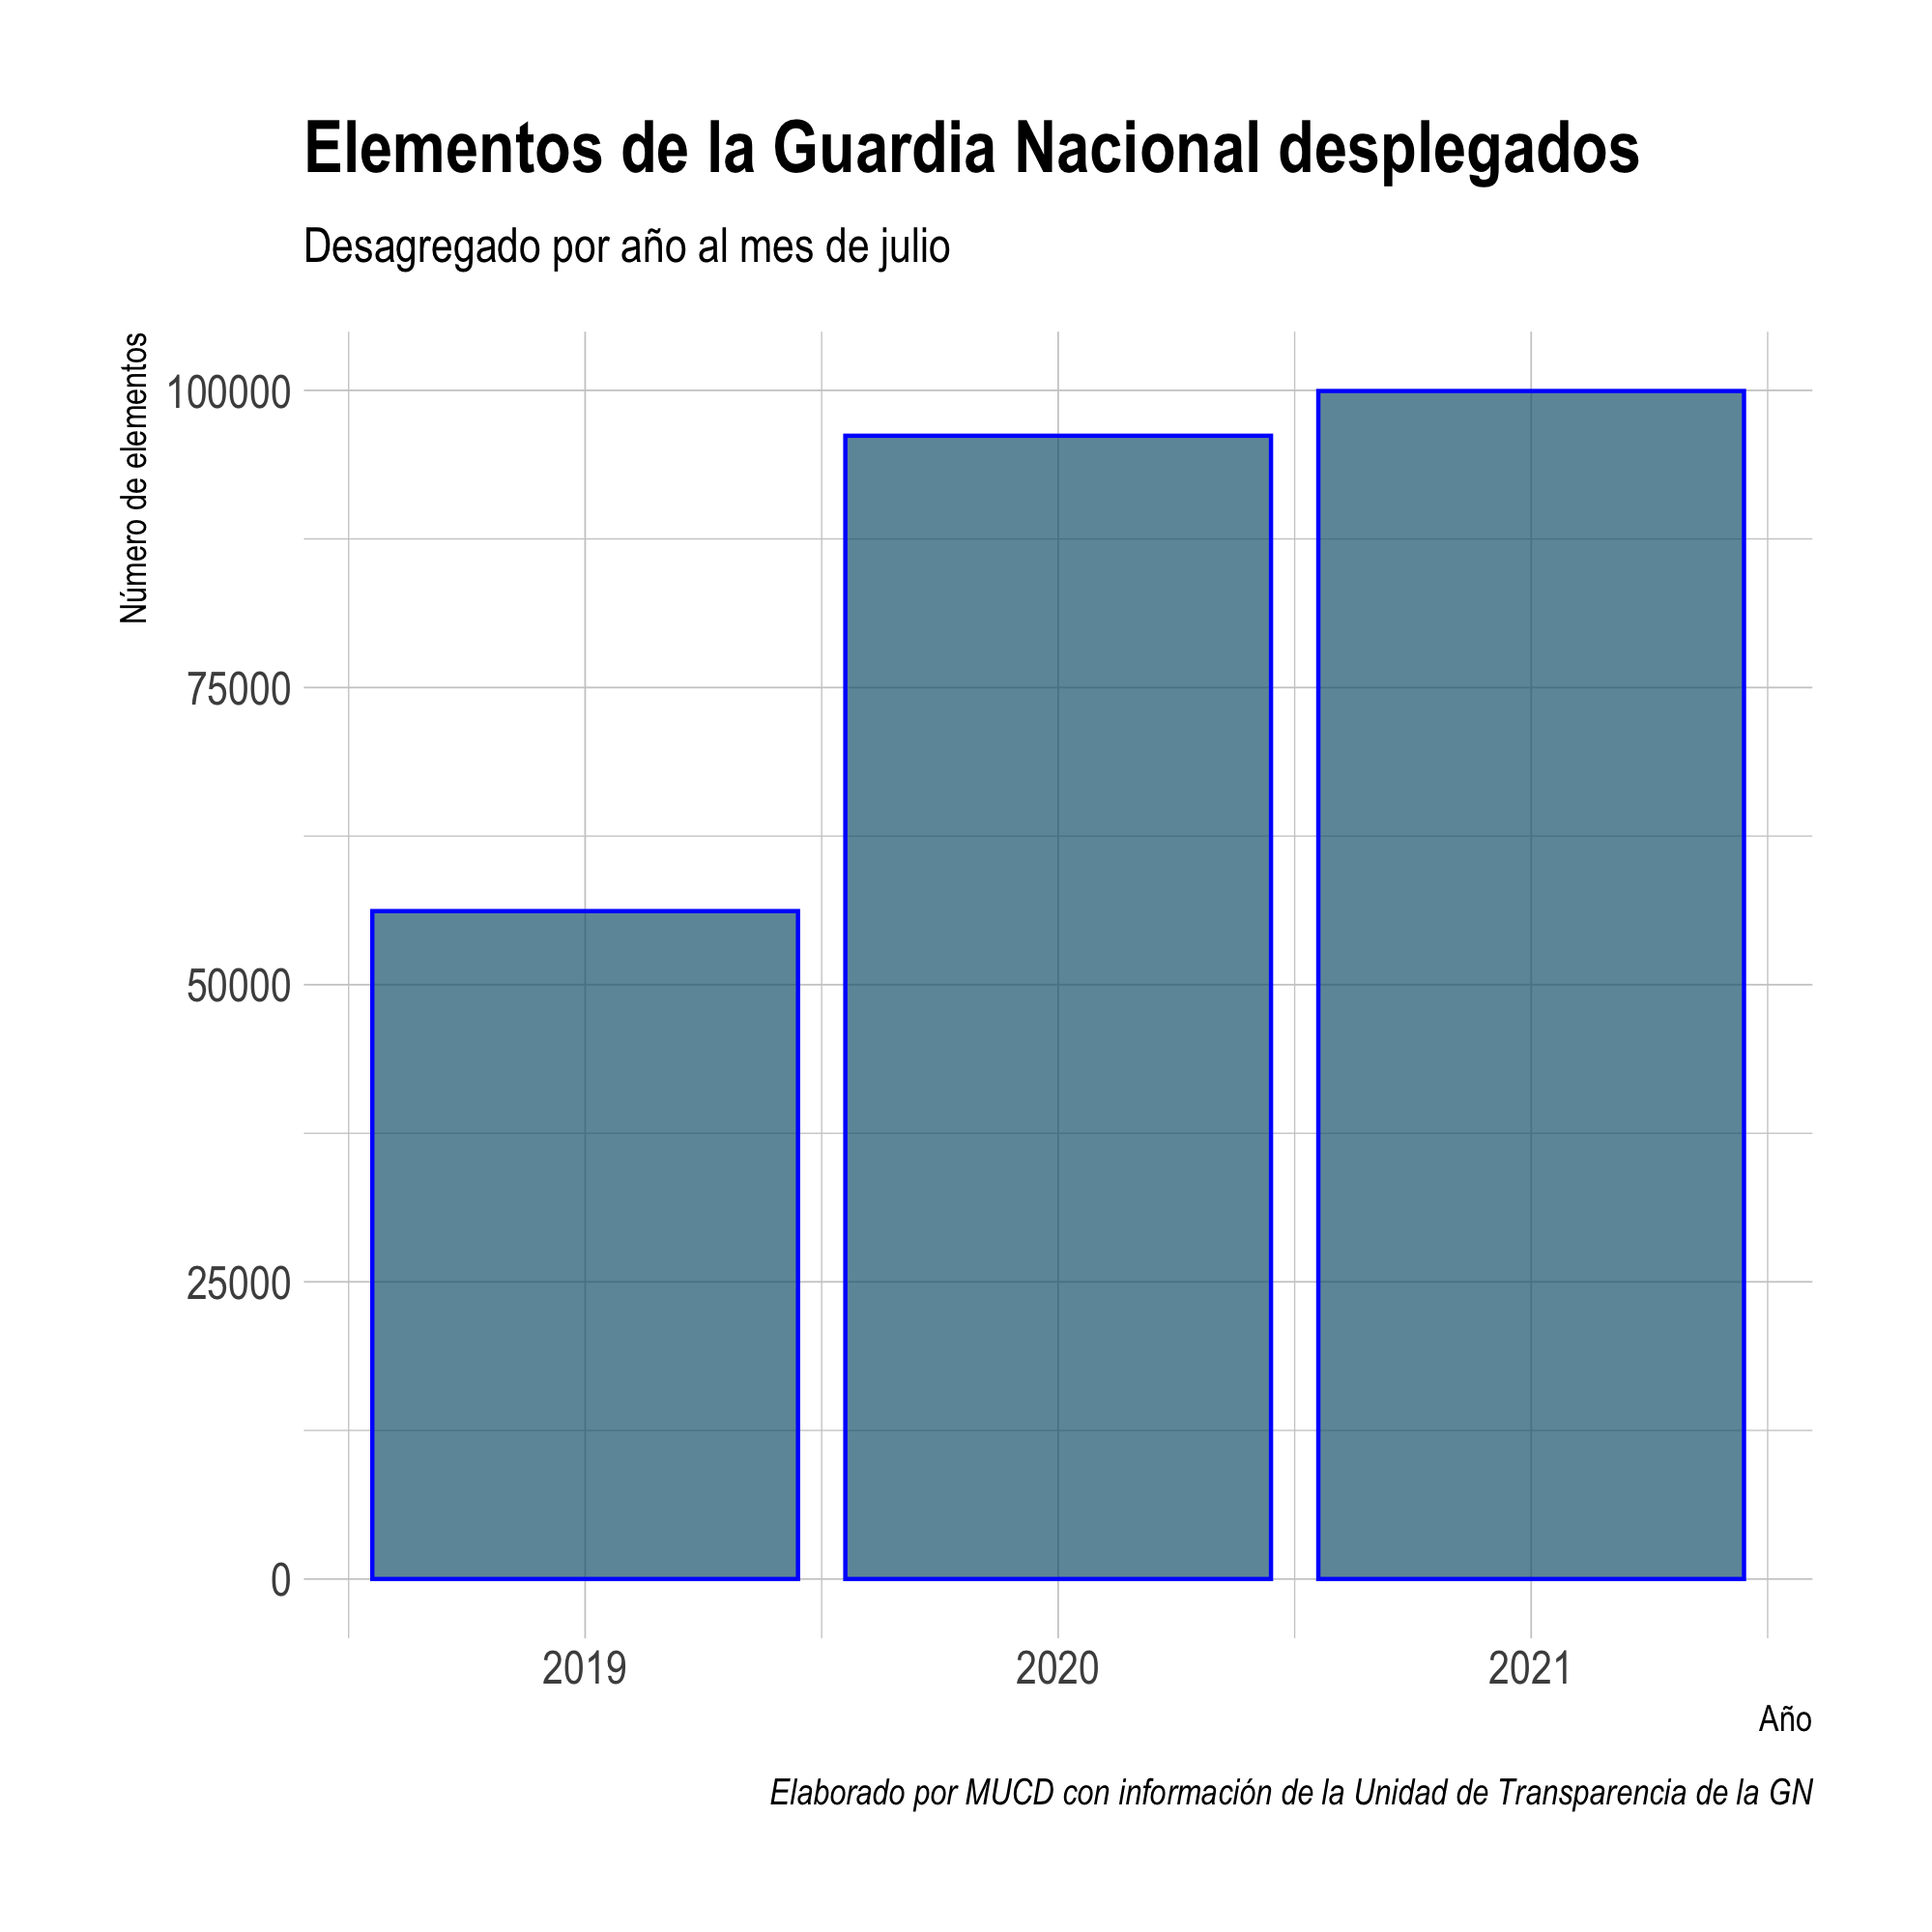 Elementos de la Guardia Nacional desplegados
Desagregado por año al mes de julio
Número de elementos
100000
75000
50000
25000
0
2019
2020
2021
Año
Elaborado por MUCD con información de la Unidad de Transparencia de la GN